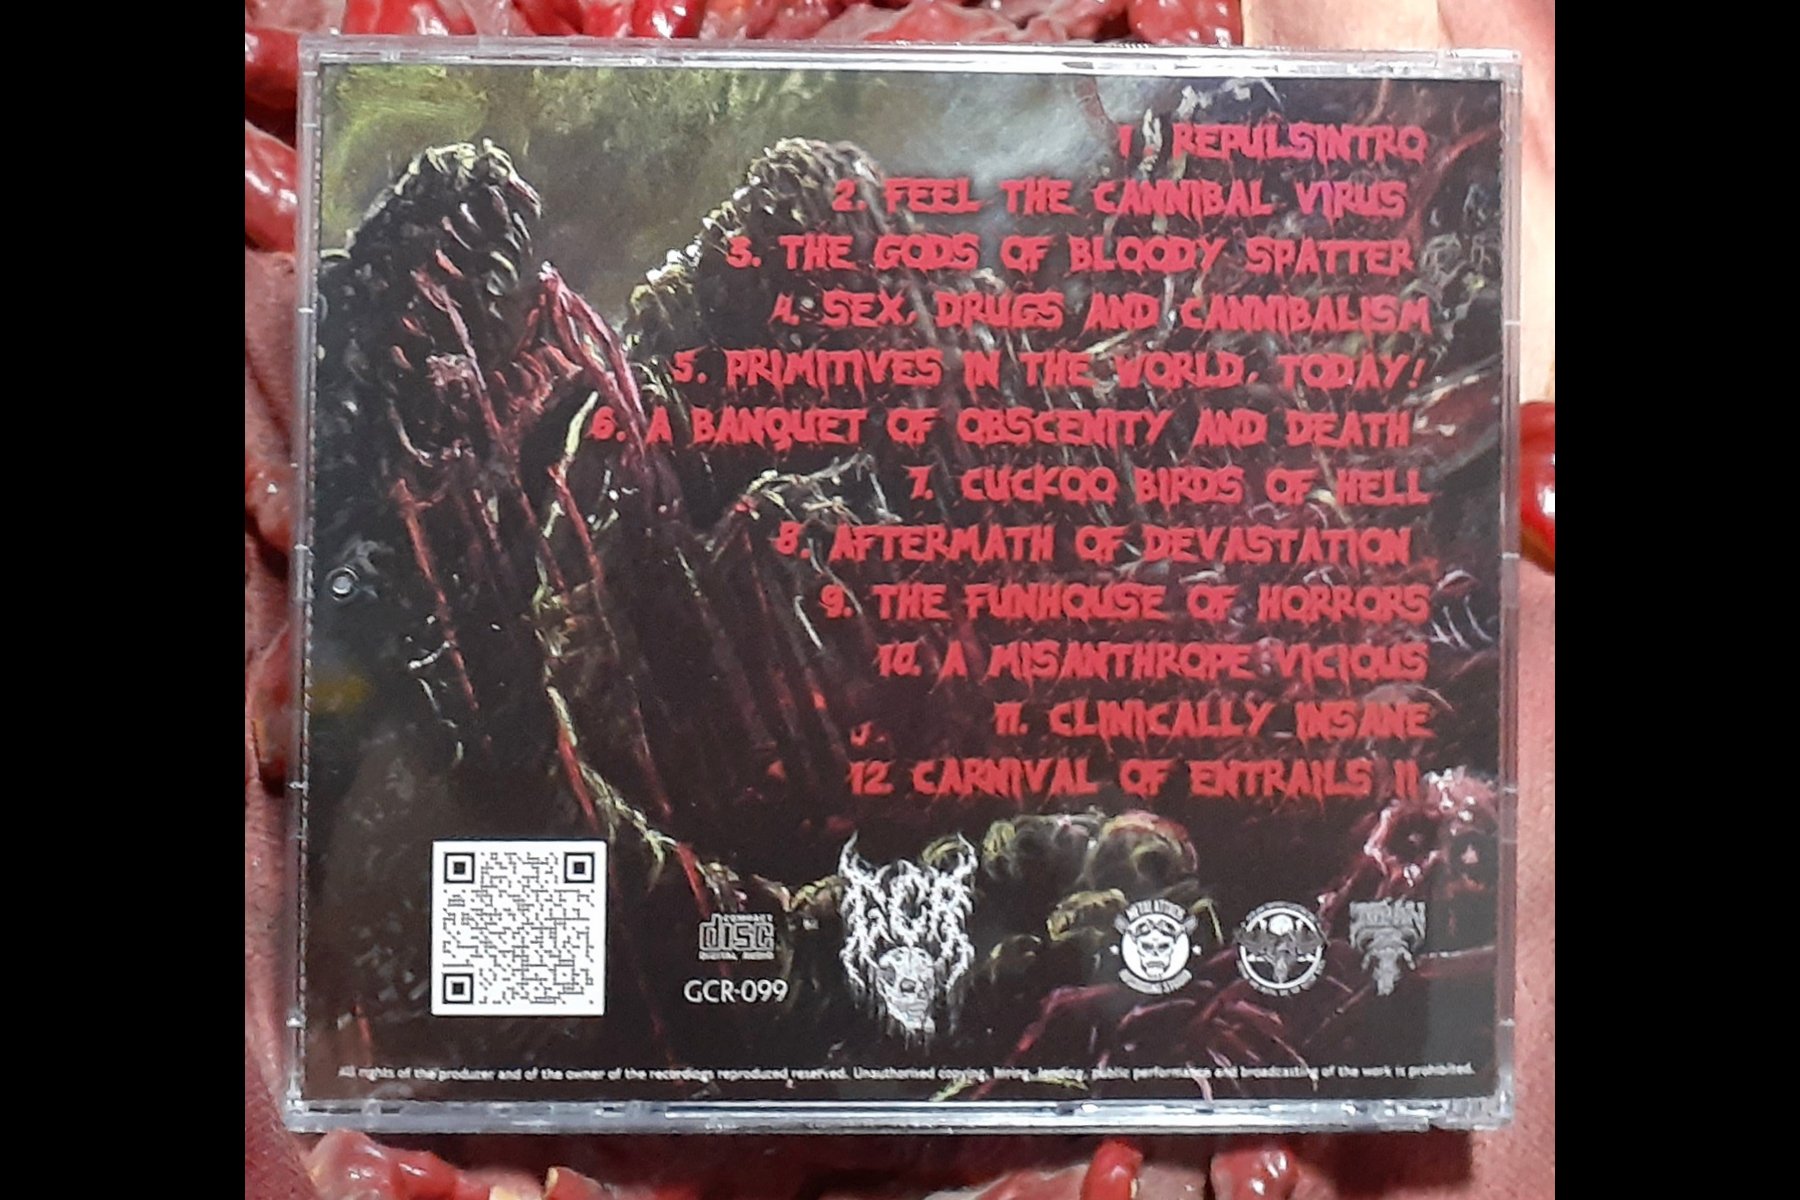 1. REPULSINTRO
2. FEEL THE CANNIBAL VIRUS
3. THE GODS OF BLOODY SPATTER
4. SEX, DRUGS AND CANNIBALISM
5. PRIMITIVES IN THE WORLD, TODAY!
6. A BANQUET OF OBSCENITY AND DEATH
7. CUCKOO BIRDS OF HELL
8. AFTERMATH OF DEVASTATION
9. THE FUNHOUSE OF HORRORS
10. A MISANTHROPE VICIOUS
11. CLINICALLY INSANE
12. CARNIVAL OF ENTRAILS II
COMPACT
disc
DIGITAL AUDIO
GCR-099
GCR
All rights of the producer and of the owner of the recordings reproduced reserved. Unauthorised copying, hiring, lending, public performance and broadcasting of the work is prohibited.